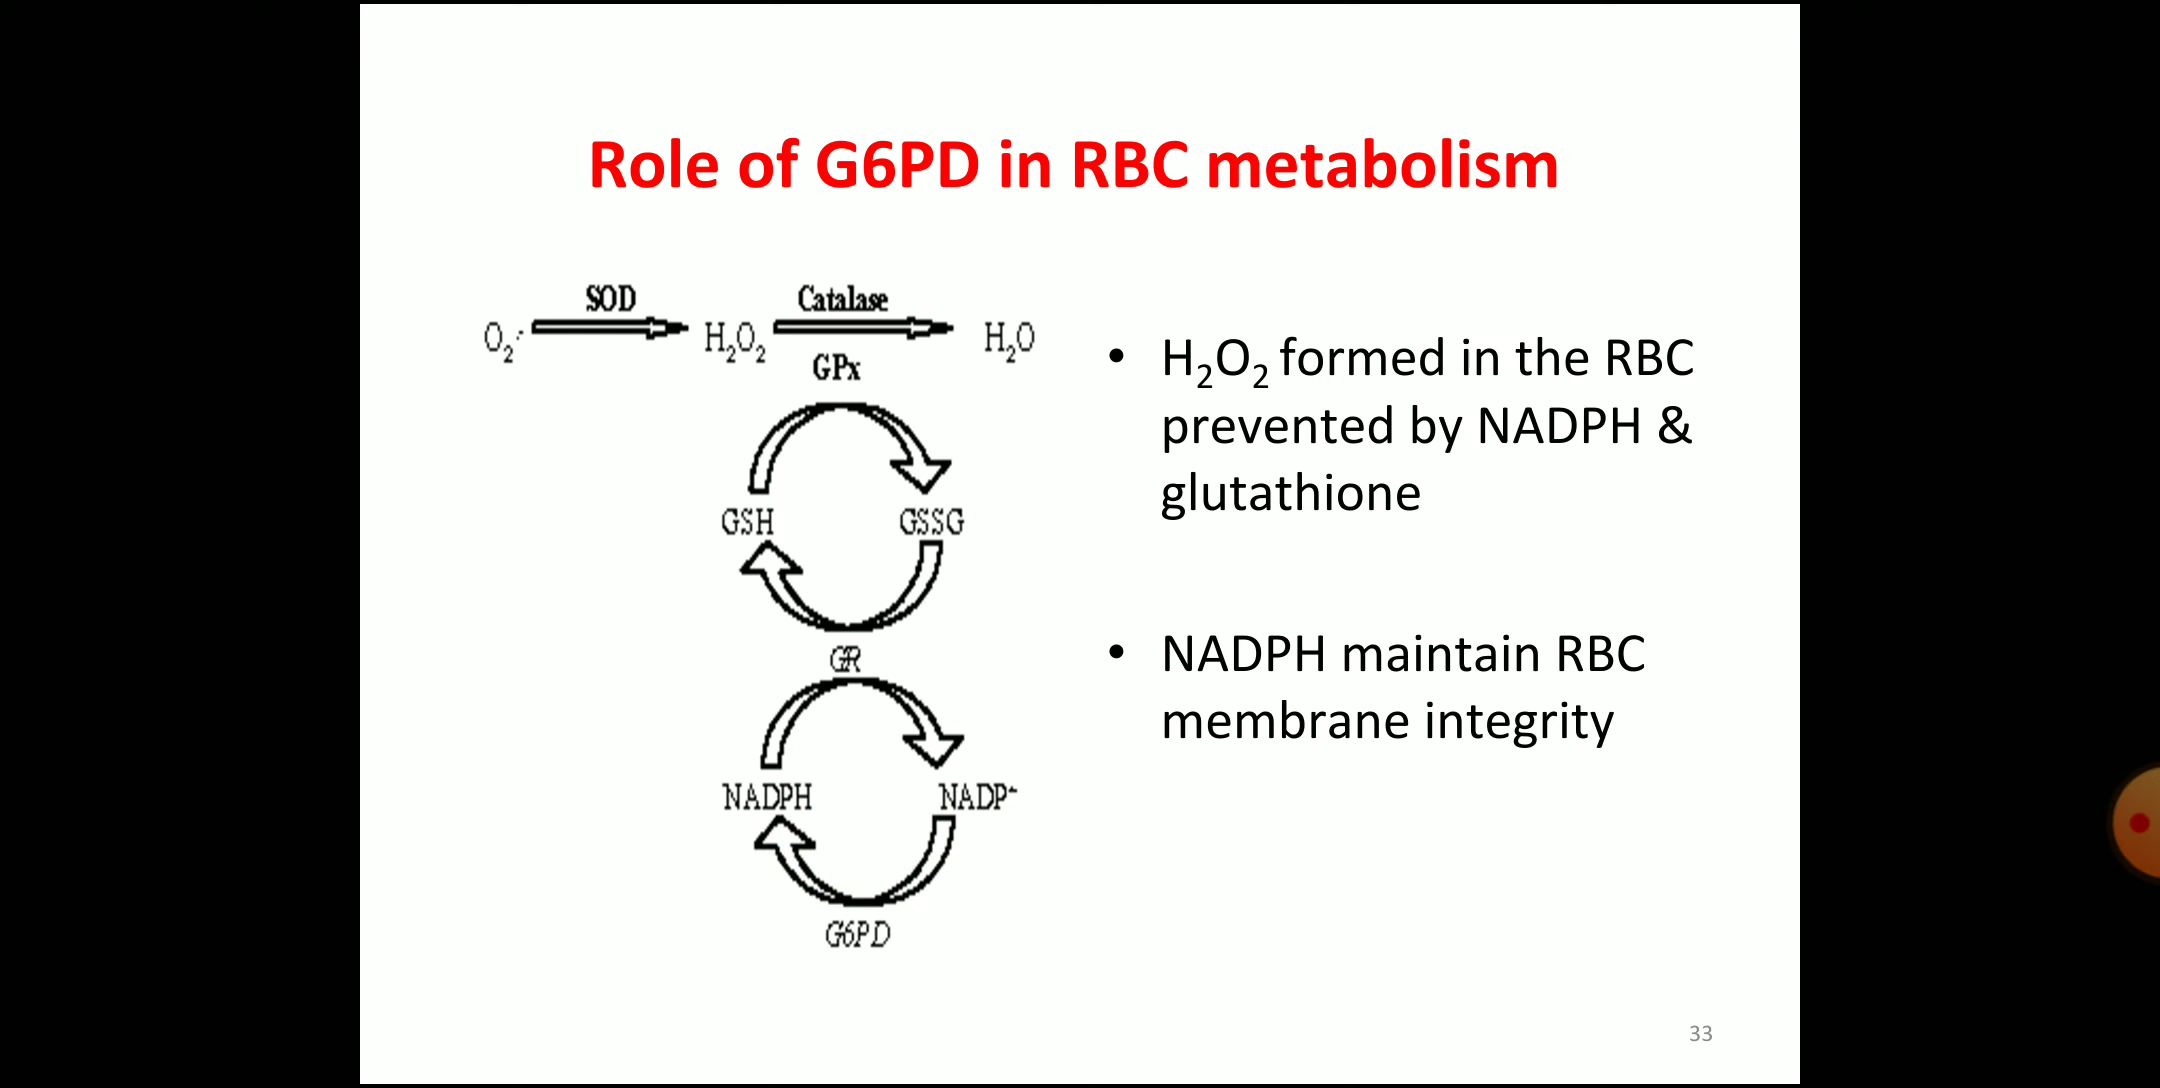 Role of G6PD in RBC metabolism
SOD
Catalase
O₂⁻˙
H₂O₂
H₂O
GPx
GSH
GSSG
GR
NADPH
NADP⁺
G6PD
• H₂O₂ formed in the RBC
prevented by NADPH &
glutathione
• NADPH maintain RBC
membrane integrity
33